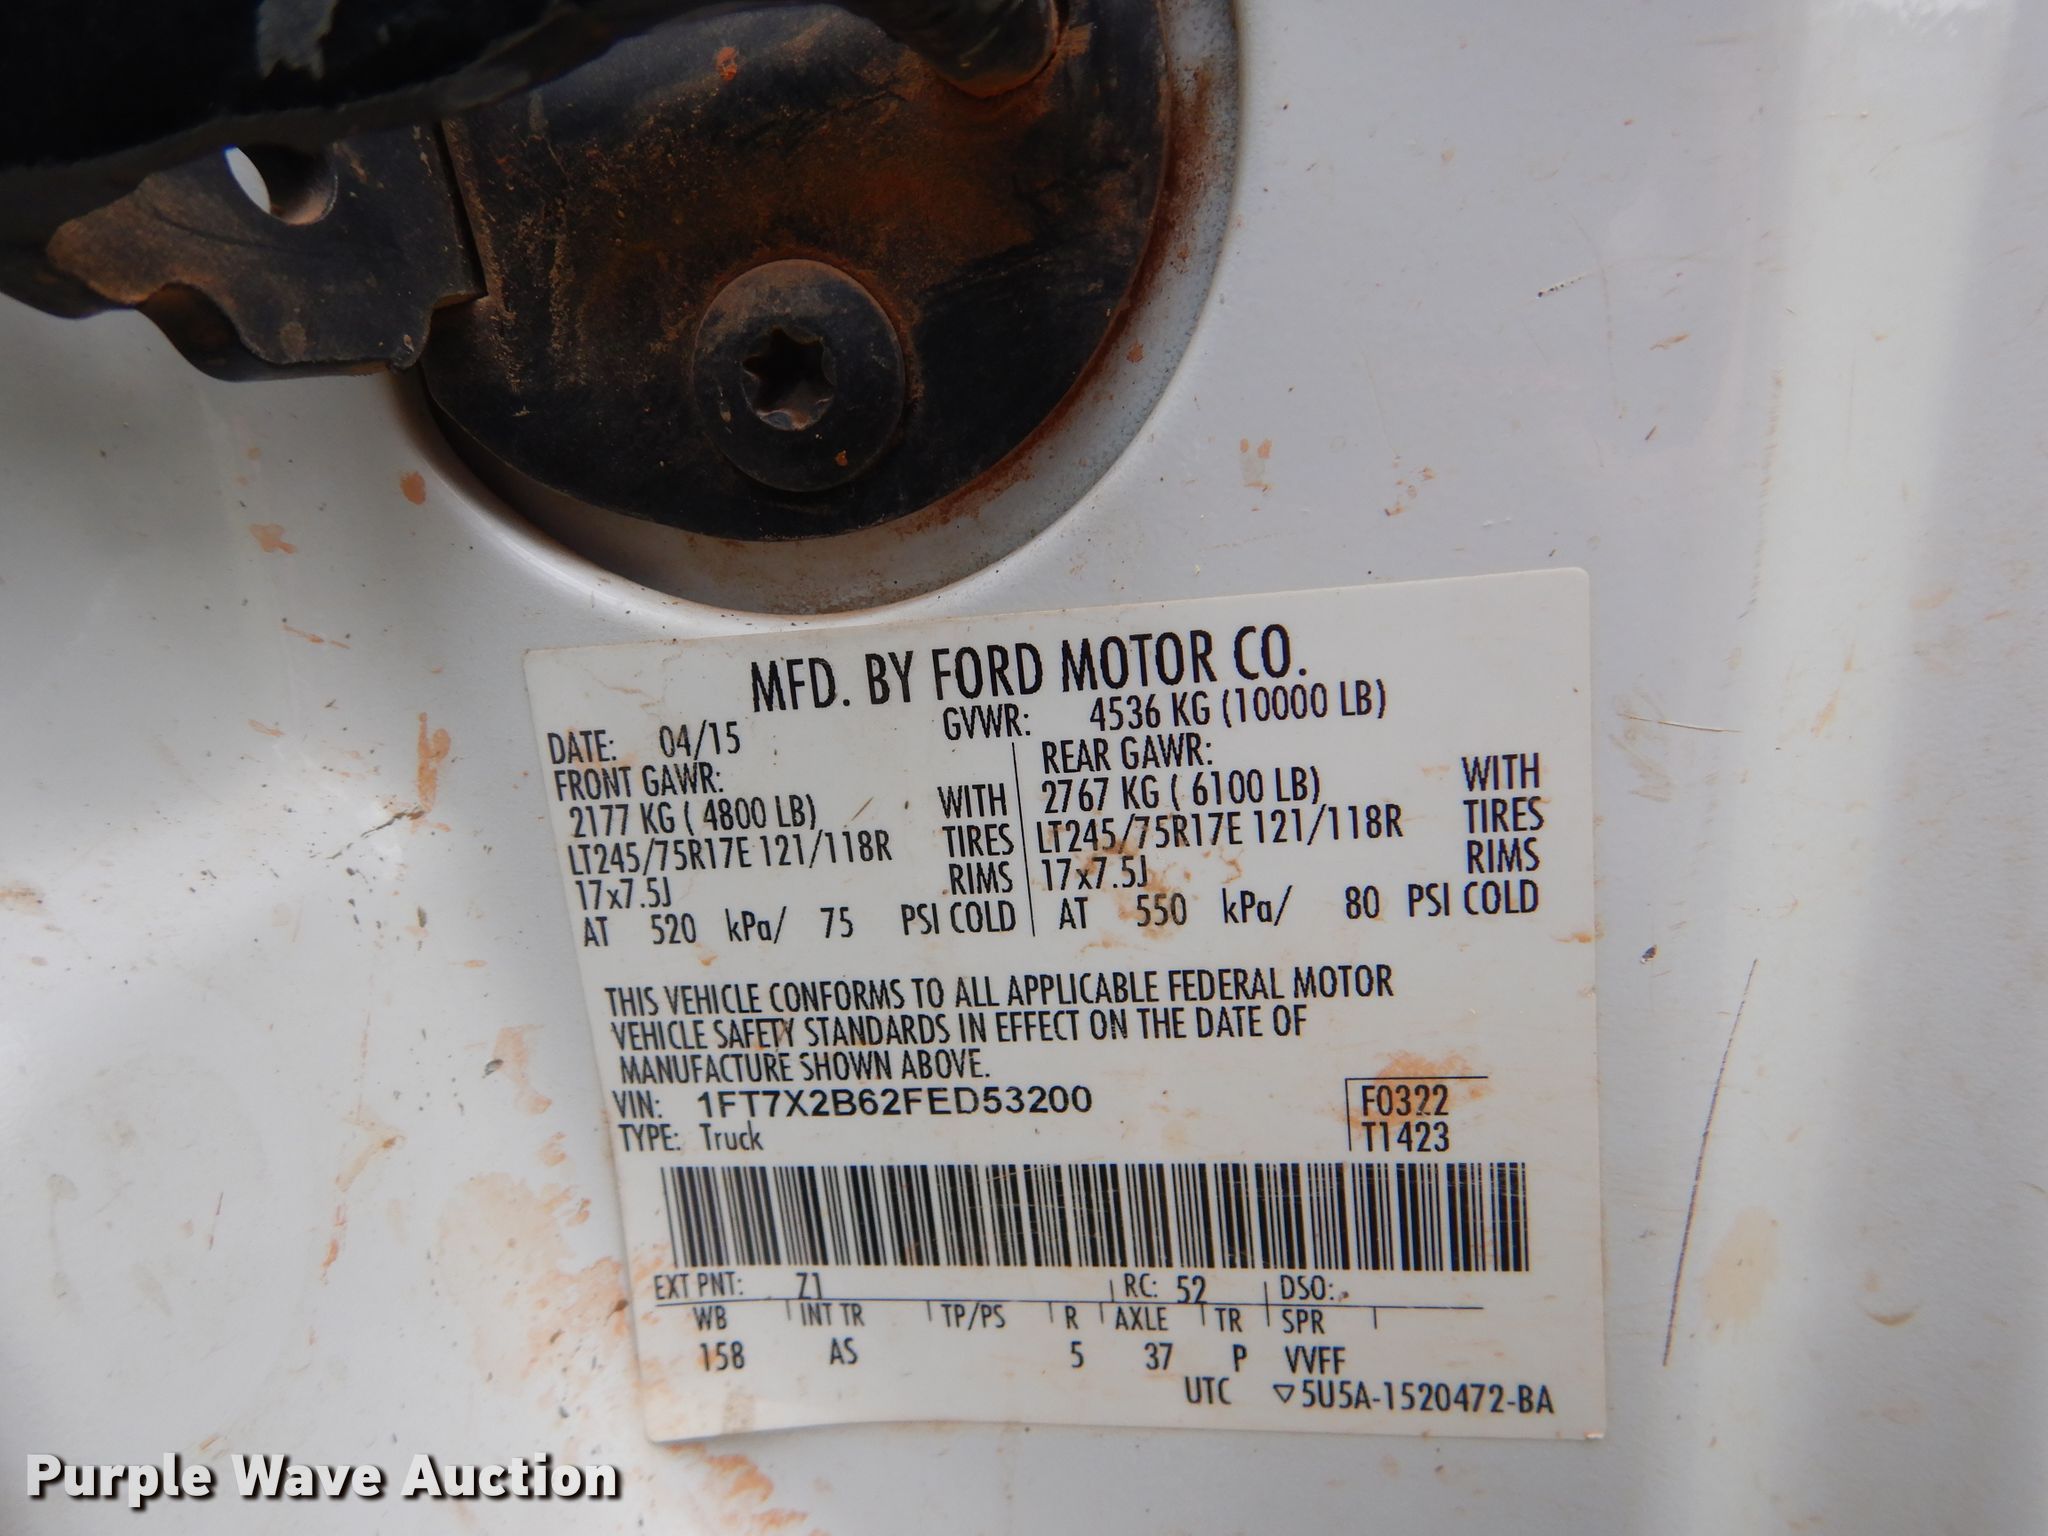 MFD. BY FORD MOTOR CO.
DATE: 04/15 GVWR: 4536 KG (10000 LB)
FRONT GAWR: REAR GAWR:
2177 KG ( 4800 LB) WITH 2767 KG ( 6100 LB) WITH
LT245/75R17E 121/118R TIRES LT245/75R17E 121/118R TIRES
17x7.5J RIMS 17x7.5J RIMS
AT 520 kPa/ 75 PSI COLD AT 550 kPa/ 80 PSI COLD
THIS VEHICLE CONFORMS TO ALL APPLICABLE FEDERAL MOTOR
VEHICLE SAFETY STANDARDS IN EFFECT ON THE DATE OF
MANUFACTURE SHOWN ABOVE.
VIN: 1FT7X2B62FED53200 F0322
TYPE: Truck T1423
EXT PNT: Z1 RC: 52 DSO:
WB INT TR TP/PS R AXLE TR SPR
158 AS 5 37 P VVFF
UTC ▽5U5A-1520472-BA
Purple Wave Auction